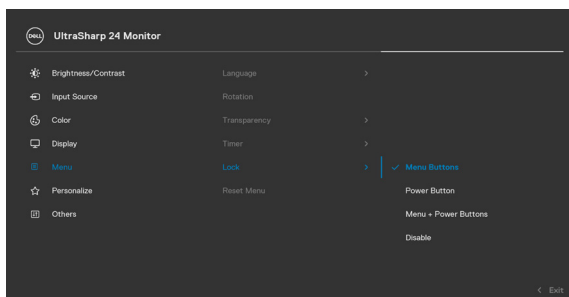 DELL UltraSharp 24 Monitor
Brightness/Contrast
Input Source
Color
Display
Menu
Personalize
Others
Language >
Rotation
Transparency >
Timer >
Lock >
Reset Menu
✓ Menu Buttons
Power Button
Menu + Power Buttons
Disable
< Exit